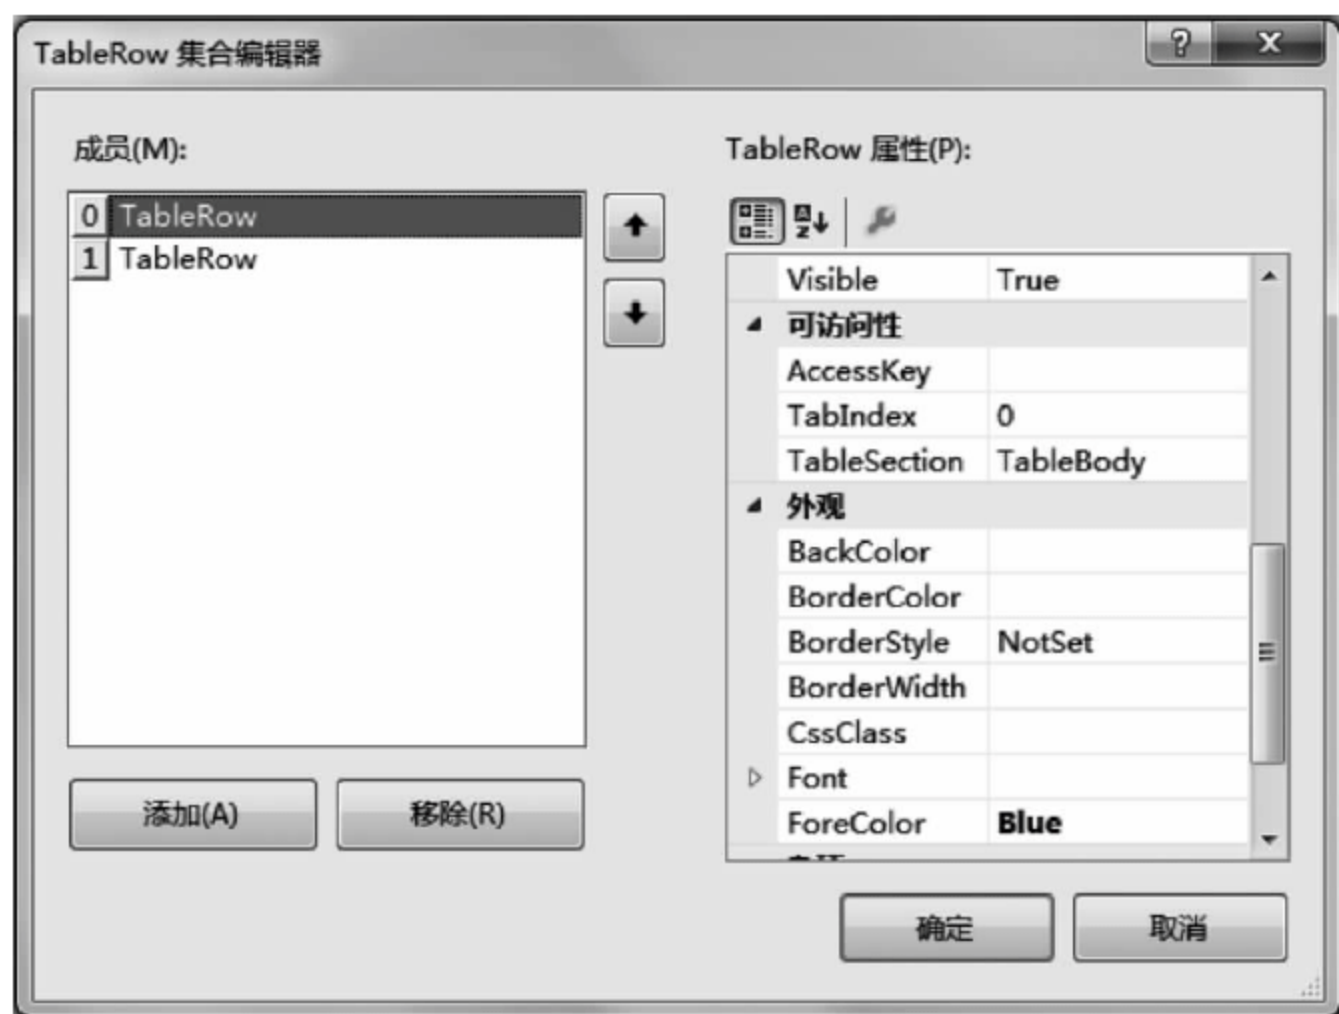 TableRow 集合编辑器
成员(M):
0 TableRow
1 TableRow
添加(A)
移除(R)
TableRow 属性(P):
Visible True
可访问性
AccessKey
TabIndex 0
TableSection TableBody
外观
BackColor
BorderColor
BorderStyle NotSet
BorderWidth
CssClass
Font
ForeColor Blue
确定
取消